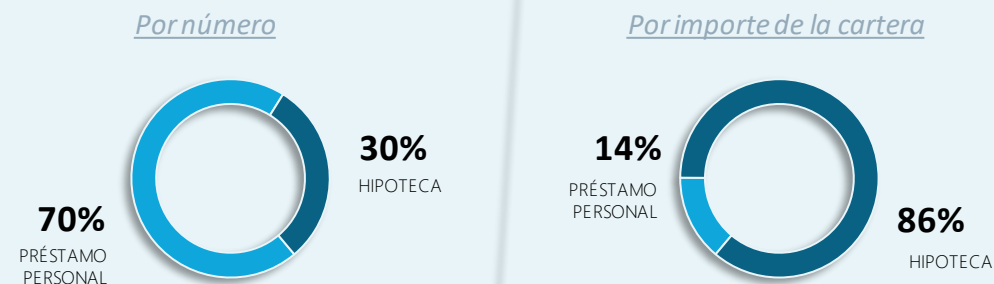 Por número
30%
HIPOTECA
70%
PRÉSTAMO
PERSONAL
Por importe de la cartera
14%
PRÉSTAMO
PERSONAL
86%
HIPOTECA